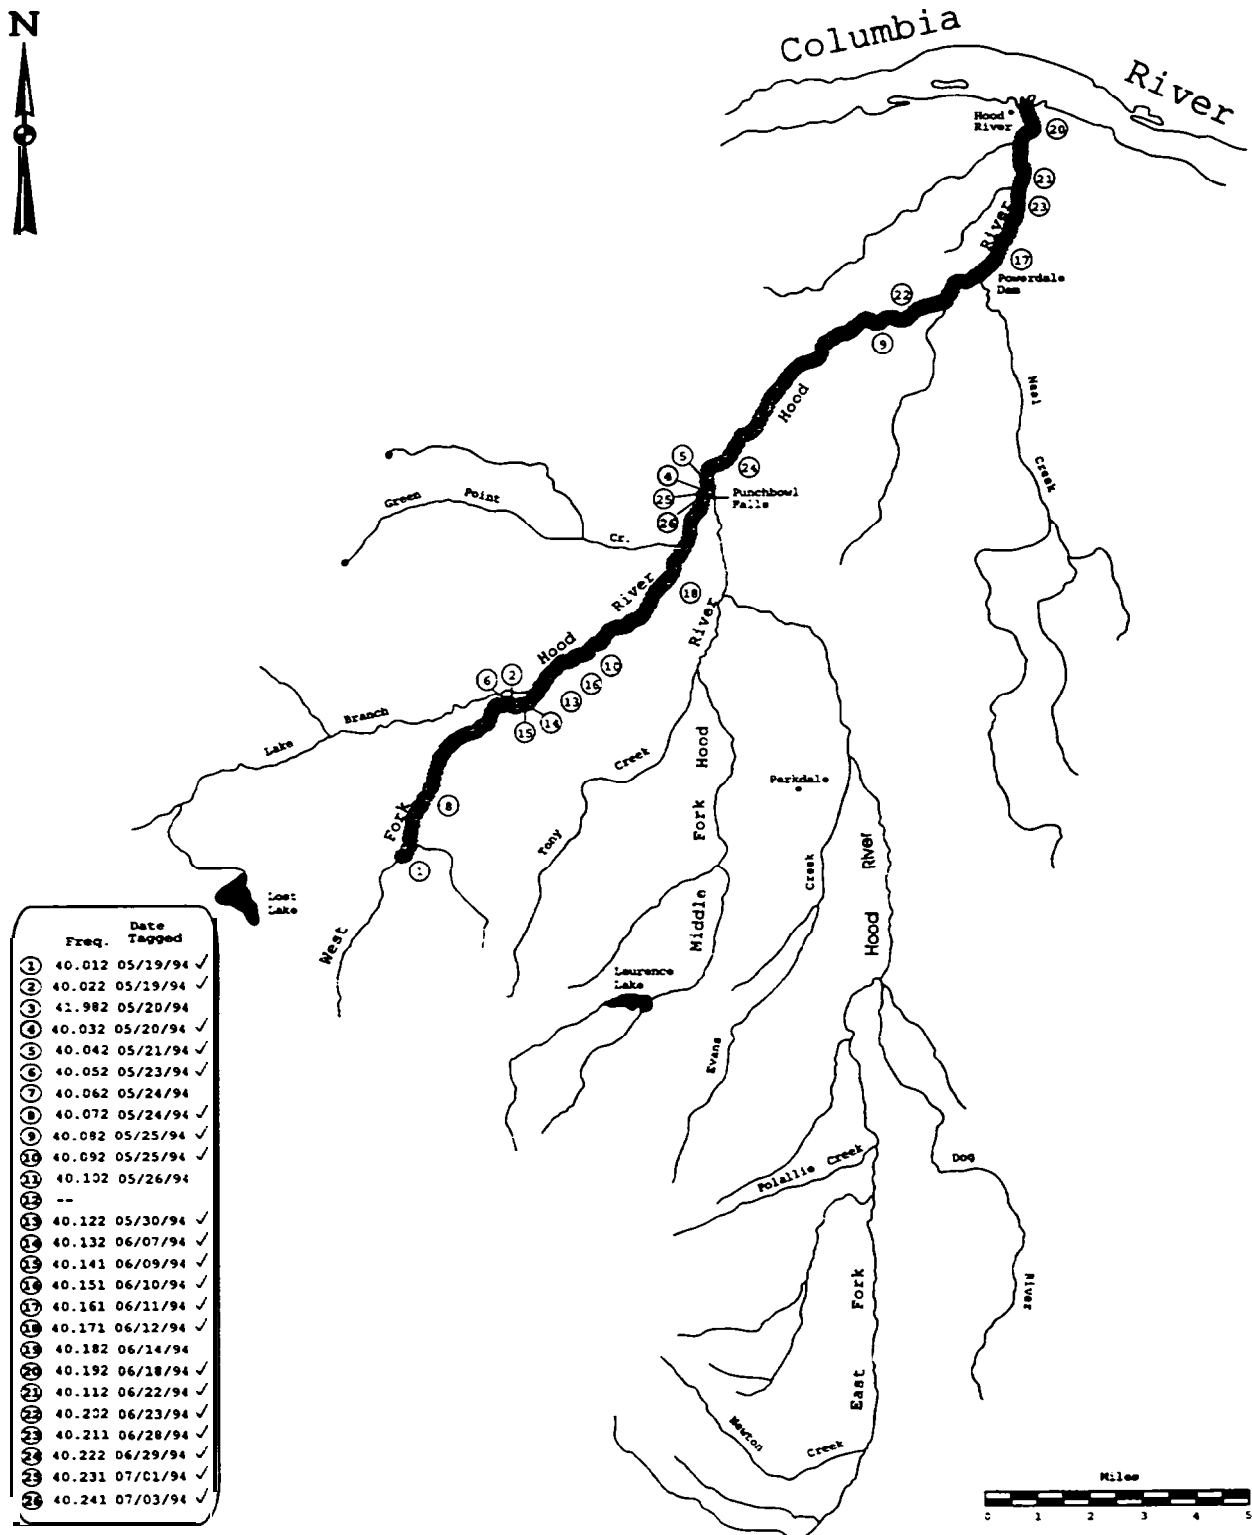 N
Columbia
River
Hood
River
20
21
23
River
17
Powerdale
Dam
22
9
Hood
Neal
Creek
5
4
25
26
24
Punchbowl
Falls
Green Point Cr.
18
River
Hood
River
10
16
13
14
15
6
2
Lake Branch
8
Fork
1
West
Lost
Lake
Tony Creek
Hood
Fork
Middle
Parkdale
Creek
Evans
River
Hood
Laurence
Lake
Polallie Creek
Dog
River
Fork
East
Newton Creek
Freq. Date
Tagged
1 40.012 05/19/94 ✓
2 40.022 05/19/94 ✓
3 41.982 05/20/94
4 40.032 05/20/94 ✓
5 40.042 05/21/94 ✓
6 40.052 05/23/94 ✓
7 40.062 05/24/94
8 40.072 05/24/94 ✓
9 40.082 05/25/94 ✓
10 40.092 05/25/94 ✓
11 40.102 05/26/94
12 --
13 40.122 05/30/94 ✓
14 40.132 06/07/94 ✓
15 40.141 06/09/94 ✓
16 40.151 06/10/94 ✓
17 40.161 06/11/94 ✓
18 40.171 06/12/94 ✓
19 40.182 06/14/94
20 40.192 06/18/94 ✓
21 40.112 06/22/94 ✓
22 40.202 06/23/94 ✓
23 40.211 06/28/94 ✓
24 40.222 06/29/94 ✓
25 40.231 07/01/94 ✓
26 40.241 07/03/94 ✓
Miles
0 1 2 3 4 5